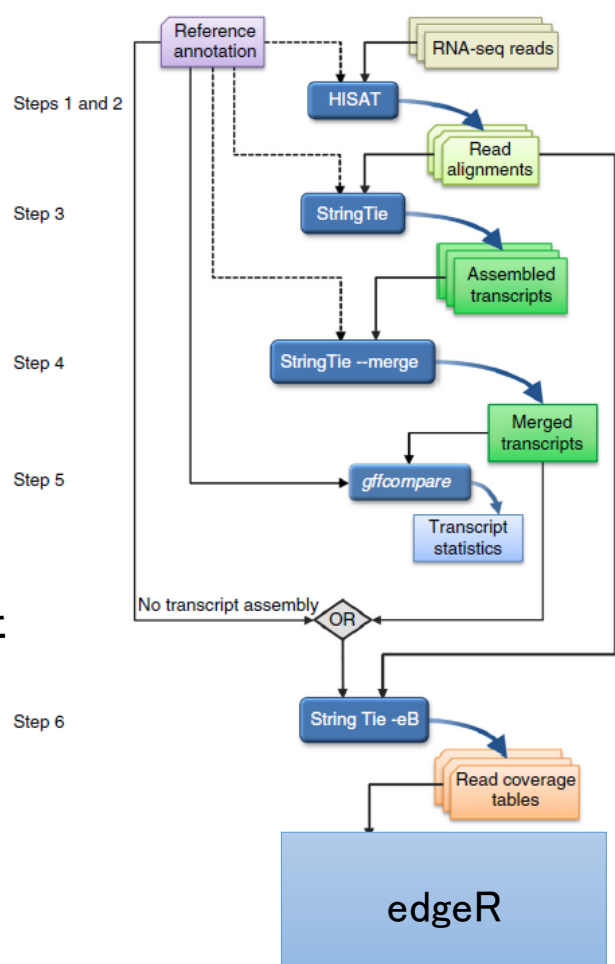 Reference
annotation
RNA-seq reads
Steps 1 and 2
HISAT
Read
alignments
Step 3
StringTie
Assembled
transcripts
Step 4
StringTie --merge
Merged
transcripts
Step 5
gffcompare
Transcript
statistics
No transcript assembly
OR
Step 6
String Tie -eB
Read coverage
tables
edgeR